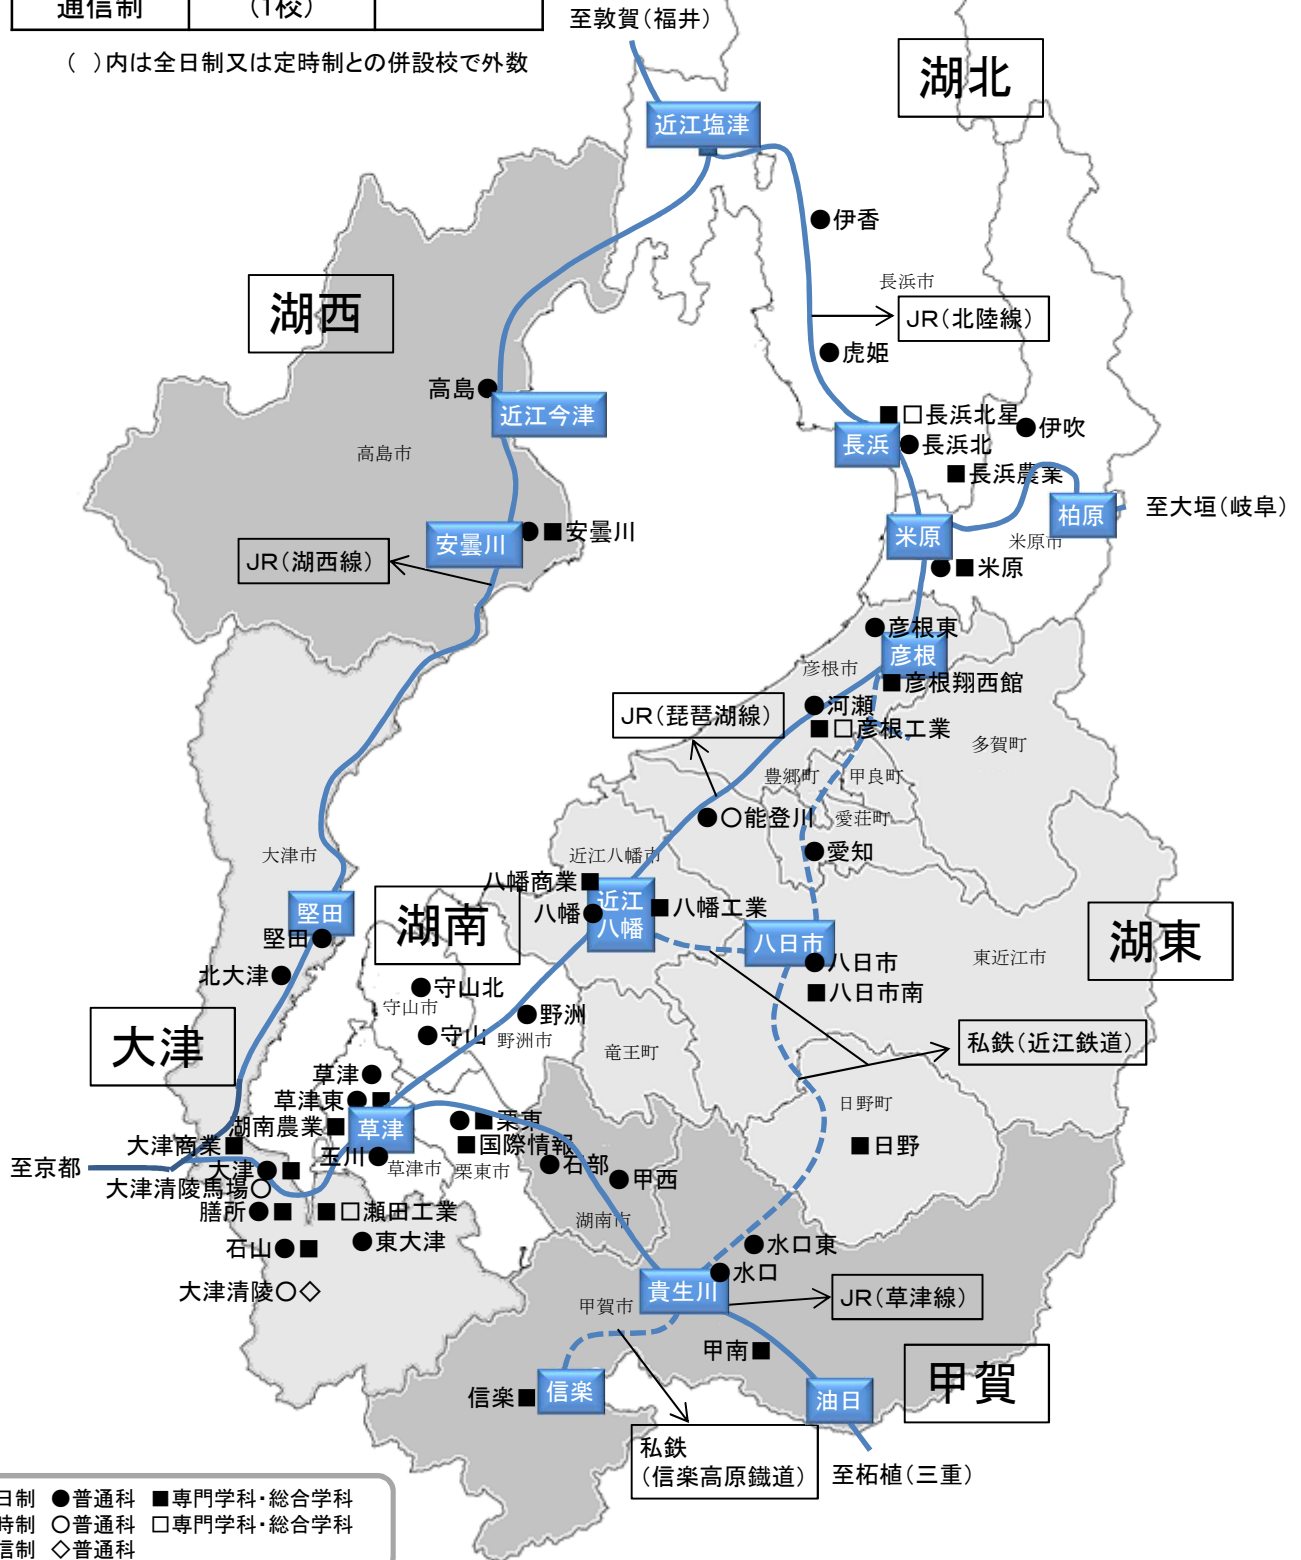 通信制
(1校)
( )内は全日制又は定時制との併設校で外数
至敦賀(福井)
湖北
近江塩津
●伊香
長浜市
JR(北陸線)
湖西
●虎姫
高島●
近江今津
高島市
■□長浜北星
●伊吹
長浜
●長浜北
■長浜農業
柏原
至大垣(岐阜)
米原
米原市
●■米原
安曇川
●■安曇川
JR(湖西線)
●彦根東
彦根
彦根市
■彦根翔西館
JR(琵琶湖線)
●河瀬
■□彦根工業
多賀町
豊郷町
甲良町
●○能登川
愛荘町
●愛知
大津市
近江八幡市
八幡商業■
近江
八幡
八幡●
■八幡工業
堅田
堅田●
湖南
八日市
●八日市
■八日市南
東近江市
湖東
北大津●
●守山北
守山市
●守山
●野洲
野洲市
竜王町
私鉄(近江鉄道)
大津
日野町
■日野
草津●
草津東●■
湖南農業■
草津
玉川●
草津市
●■栗東
■国際情報
栗東市
●石部
●甲西
湖南市
大津商業■
至京都
大津●■
大津清陵馬場○
膳所●■
■□瀬田工業
石山●■
●東大津
大津清陵○◇
●水口東
●水口
貴生川
甲賀市
JR(草津線)
甲南■
甲賀
信楽■
信楽
油日
私鉄
(信楽高原鐵道)
至柘植(三重)
日制 ●普通科 ■専門学科・総合学科
時制 ○普通科 □専門学科・総合学科
信制 ◇普通科